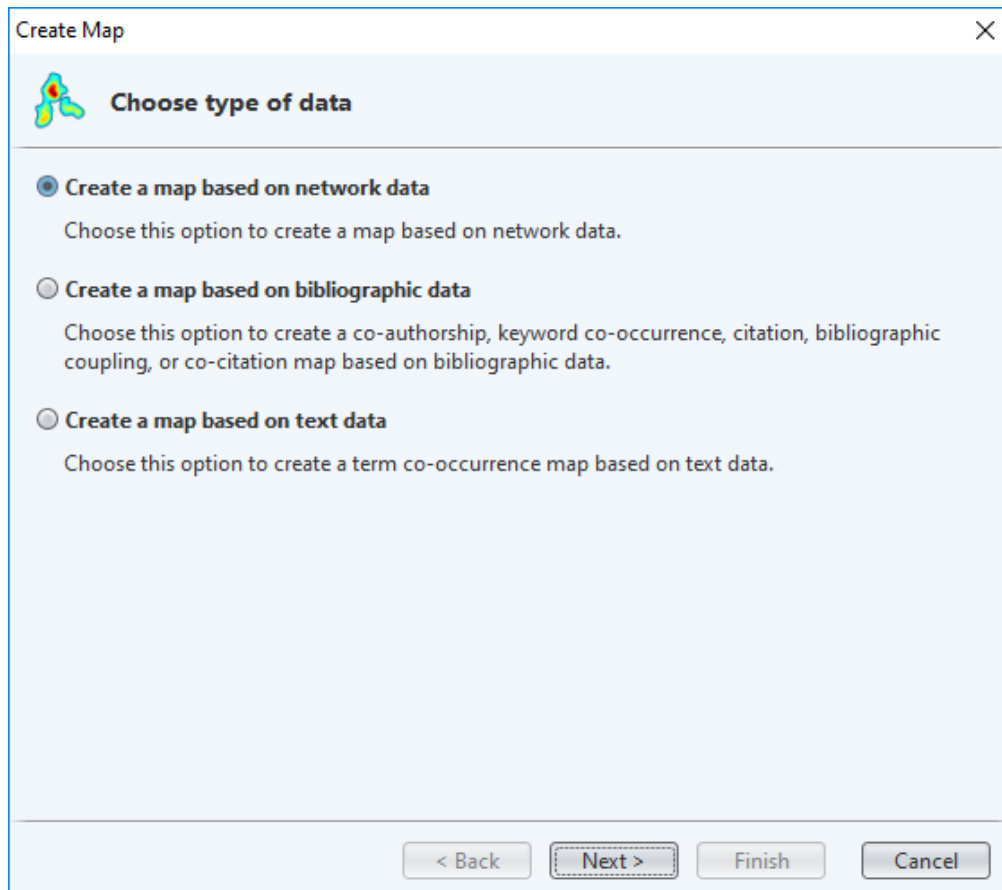 Create Map
Choose type of data
Create a map based on network data
Choose this option to create a map based on network data.
Create a map based on bibliographic data
Choose this option to create a co-authorship, keyword co-occurrence, citation, bibliographic
coupling, or co-citation map based on bibliographic data.
Create a map based on text data
Choose this option to create a term co-occurrence map based on text data.
< Back Next > Finish Cancel